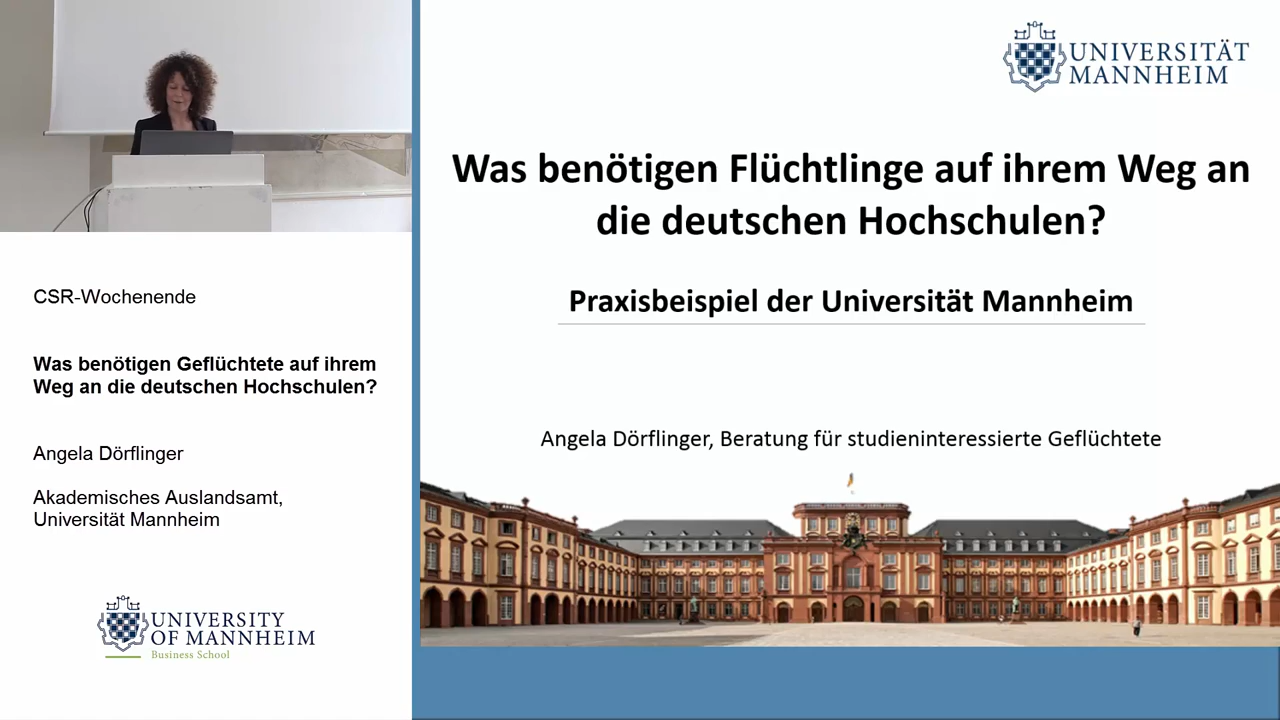 CSR-Wochenende
Was benötigen Geflüchtete auf ihrem
Weg an die deutschen Hochschulen?
Angela Dörflinger
Akademisches Auslandsamt,
Universität Mannheim
UNIVERSITY
OF MANNHEIM
Business School
UNIVERSITÄT
MANNHEIM
Was benötigen Flüchtlinge auf ihrem Weg an
die deutschen Hochschulen?
Praxisbeispiel der Universität Mannheim
Angela Dörflinger, Beratung für studieninteressierte Geflüchtete